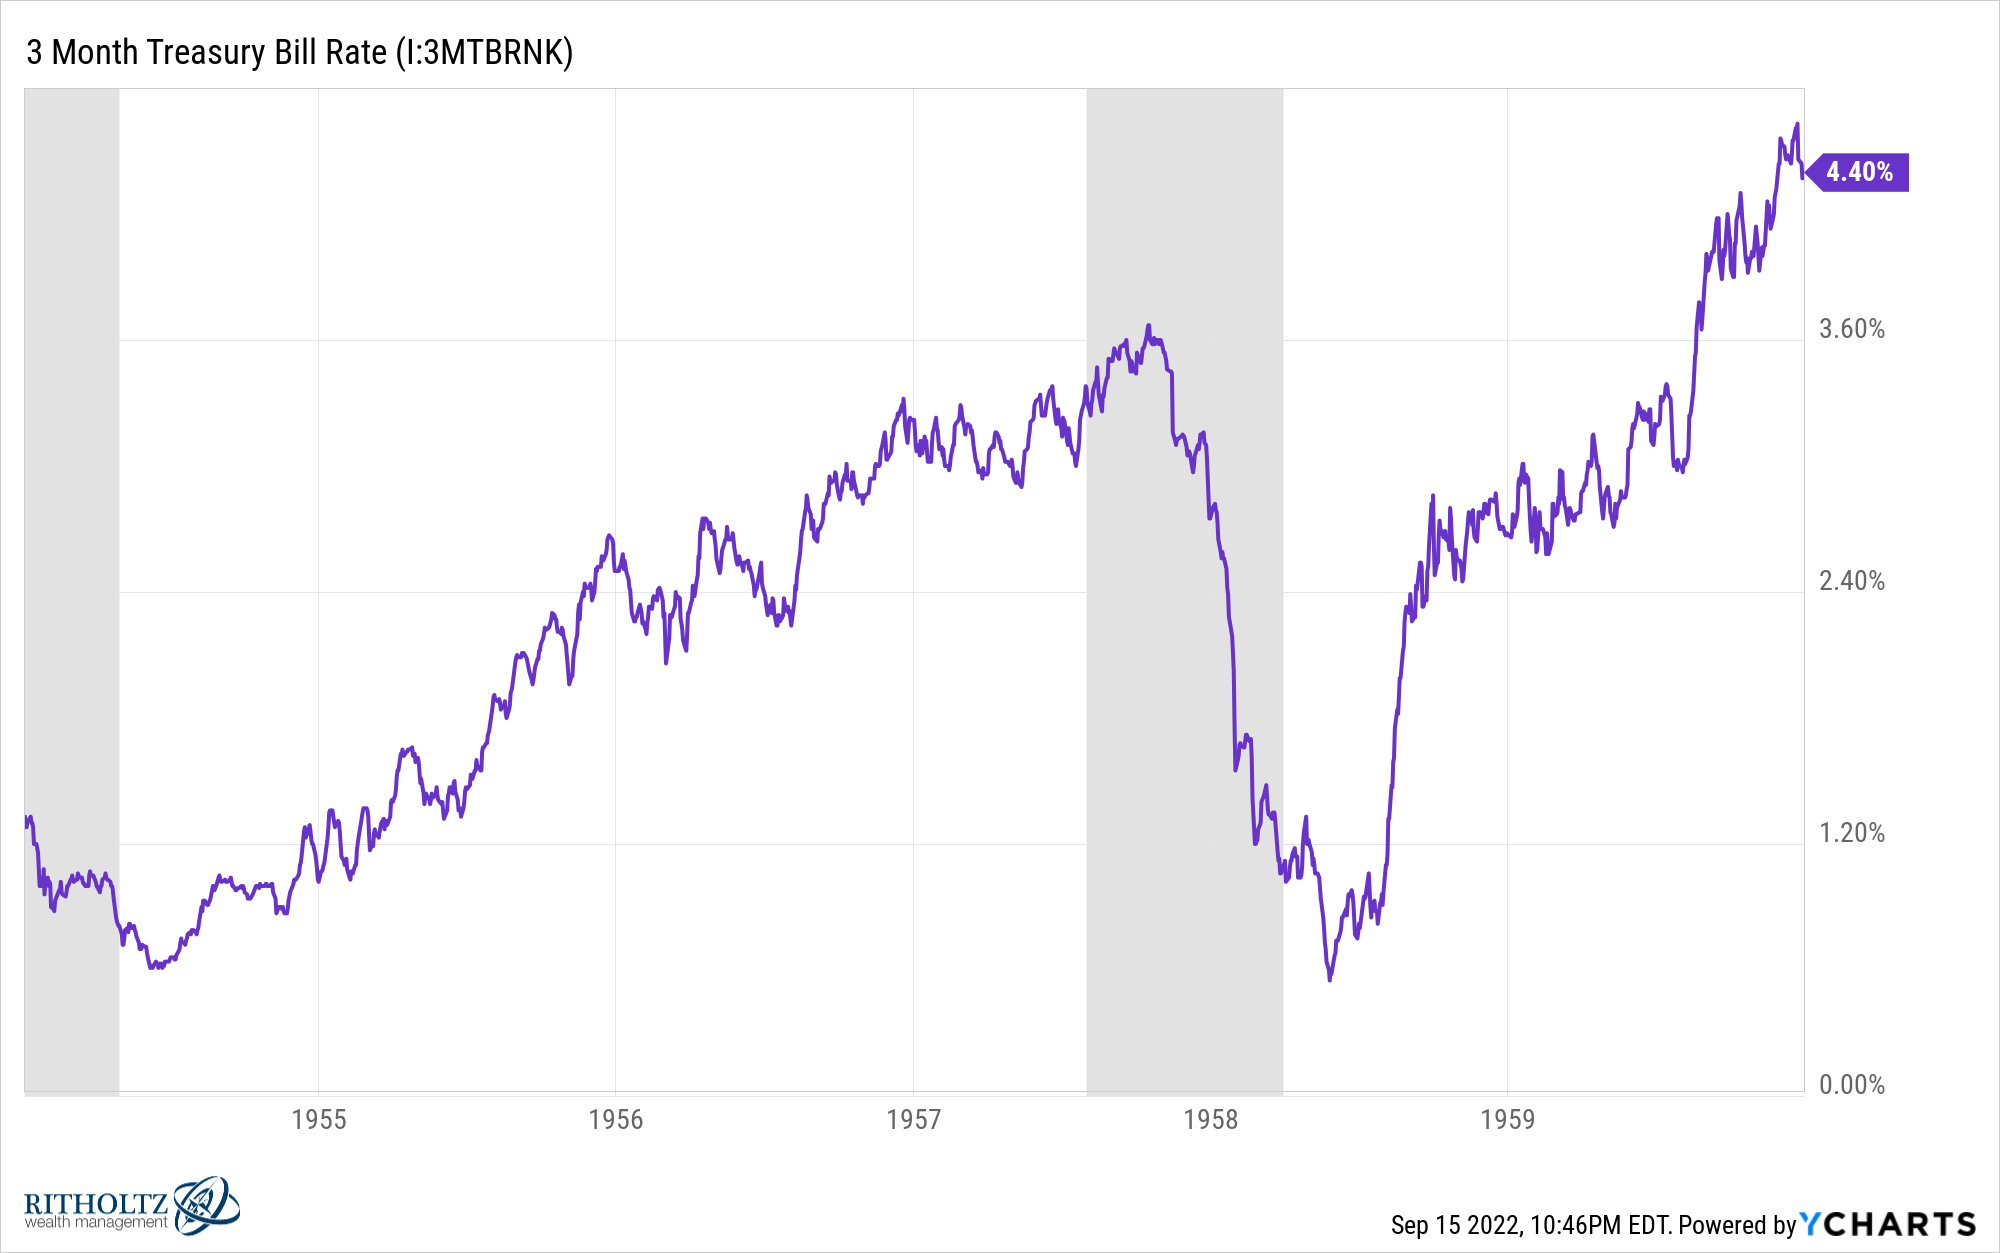 3 Month Treasury Bill Rate (I:3MTBRNK)
4.40%
3.60%
2.40%
1.20%
0.00%
1955 1956 1957 1958 1959
RITHOLTZ
wealth management
Sep 15 2022, 10:46PM EDT. Powered by YCHARTS